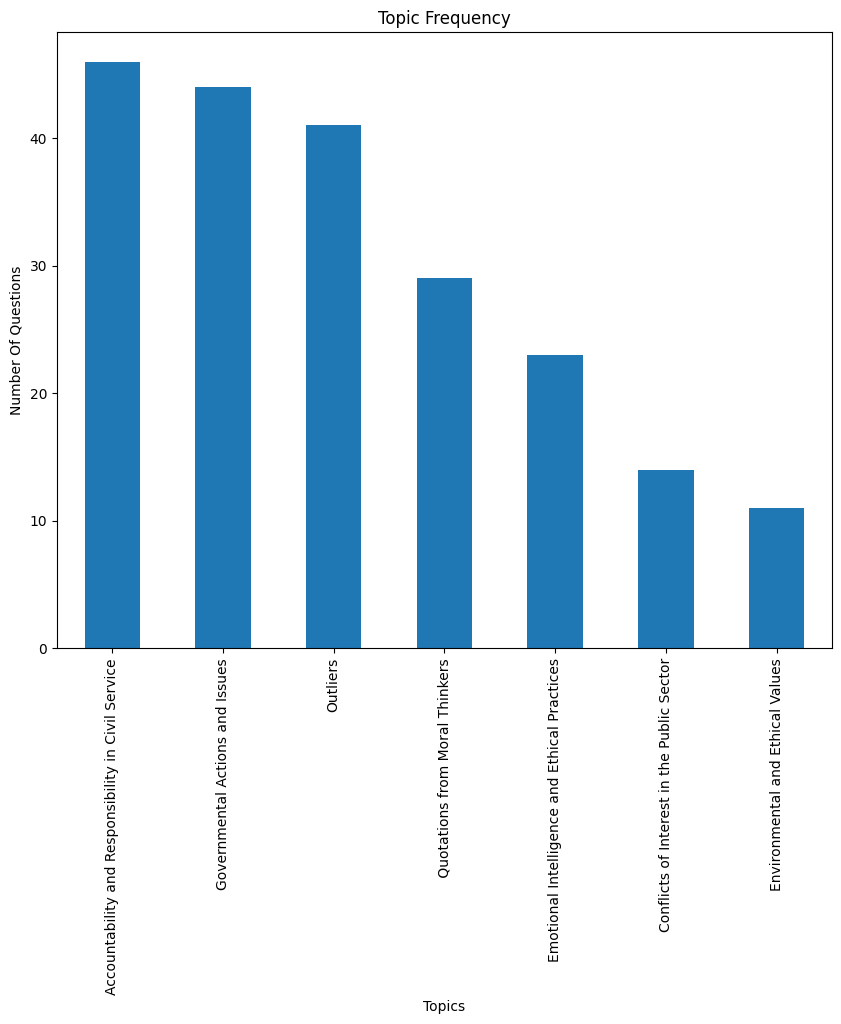 Topic Frequency
Number Of Questions
40
30
20
10
0
Accountability and Responsibility in Civil Service
Governmental Actions and Issues
Outliers
Quotations from Moral Thinkers
Emotional Intelligence and Ethical Practices
Conflicts of Interest in the Public Sector
Environmental and Ethical Values
Topics